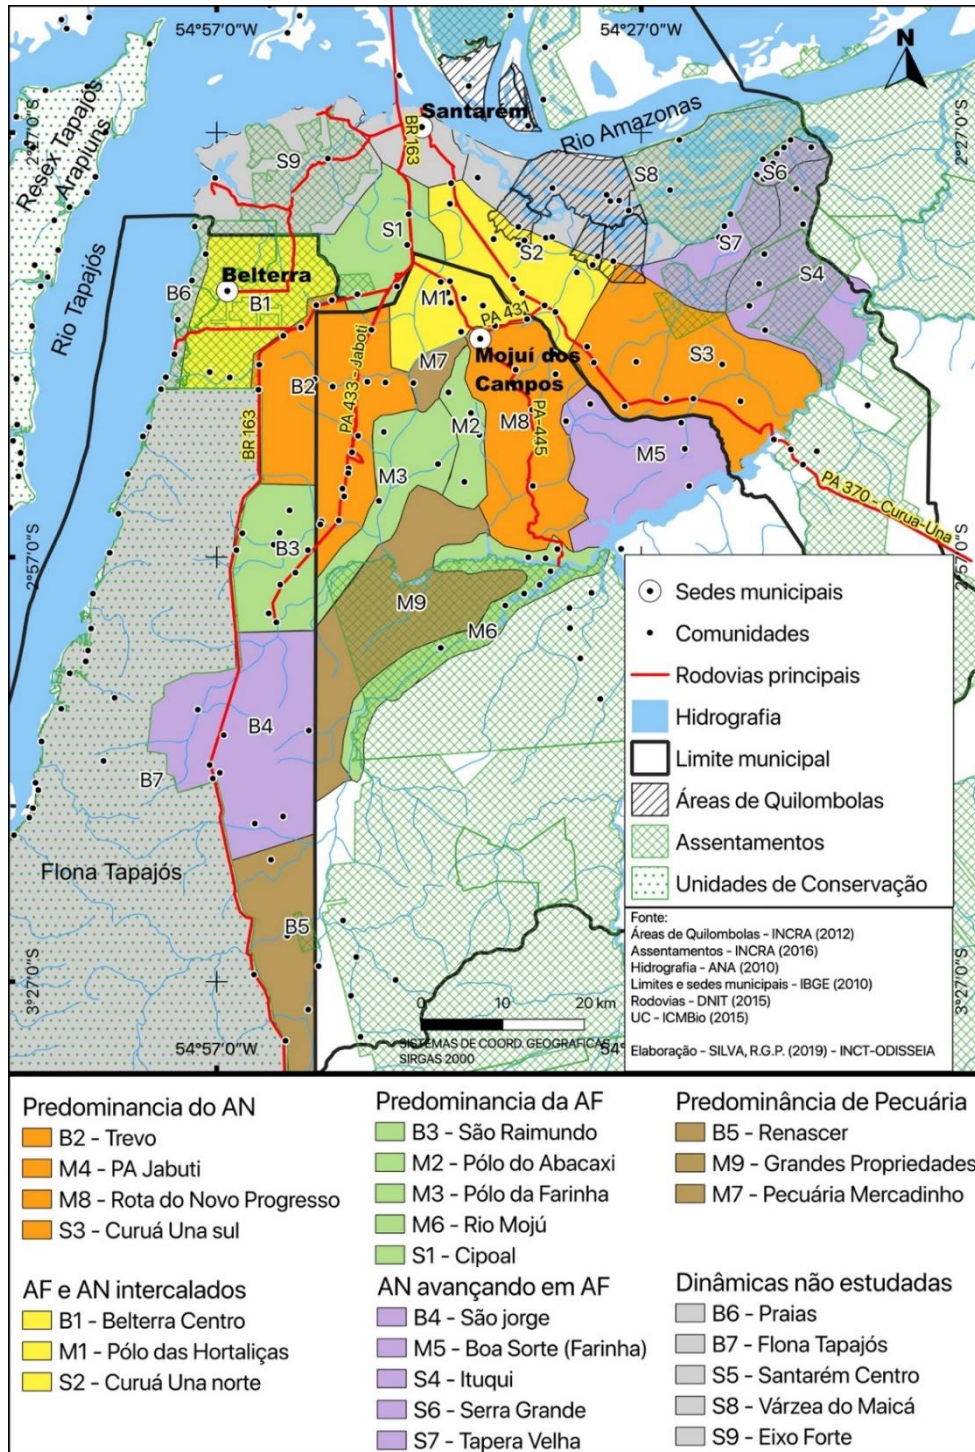 54°57'0"W
54°27'0"W
N
Santarém
Rio Amazonas
2°27'0"S
2°27'0"S
Resex Tapajós
Arapiuns
BR 163
S9
S8
S6
S1
S2
S7
S4
Rio Tapajós
Belterra
B6
B1
M1
PA 431
Mojuí dos
Campos
M7
S3
B2
PA 433 - Jaboti
M2
M8
PA-445
M5
BR 163
M3
PA 370 - Curua-Una
2°57'0"S
2°57'0"S
B3
M9
M6
B4
B7
Flona Tapajós
B5
3°27'0"S
3°27'0"S
54°57'0"W
0 10 20 km
SISTEMAS DE COORD. GEOGRAFICAS
SIRGAS 2000
54°
Sedes municipais
Comunidades
Rodovias principais
Hidrografia
Limite municipal
Áreas de Quilombolas
Assentamentos
Unidades de Conservação
Fonte:
Áreas de Quilombolas - INCRA (2012)
Assentamentos - INCRA (2016)
Hidrografia - ANA (2010)
Limites e sedes municipais - IBGE (2010)
Rodovias - DNIT (2015)
UC - ICMBio (2015)
Elaboração - SILVA, R.G.P. (2019) - INCT-ODISSEIA
Predominancia do AN
B2 - Trevo
M4 - PA Jabuti
M8 - Rota do Novo Progresso
S3 - Curuá Una sul
AF e AN intercalados
B1 - Belterra Centro
M1 - Pólo das Hortaliças
S2 - Curuá Una norte
Predominancia da AF
B3 - São Raimundo
M2 - Pólo do Abacaxi
M3 - Pólo da Farinha
M6 - Rio Mojú
S1 - Cipoal
AN avançando em AF
B4 - São jorge
M5 - Boa Sorte (Farinha)
S4 - Ituqui
S6 - Serra Grande
S7 - Tapera Velha
Predominância de Pecuária
B5 - Renascer
M9 - Grandes Propriedades
M7 - Pecuária Mercadinho
Dinâmicas não estudadas
B6 - Praias
B7 - Flona Tapajós
S5 - Santarém Centro
S8 - Várzea do Maicá
S9 - Eixo Forte